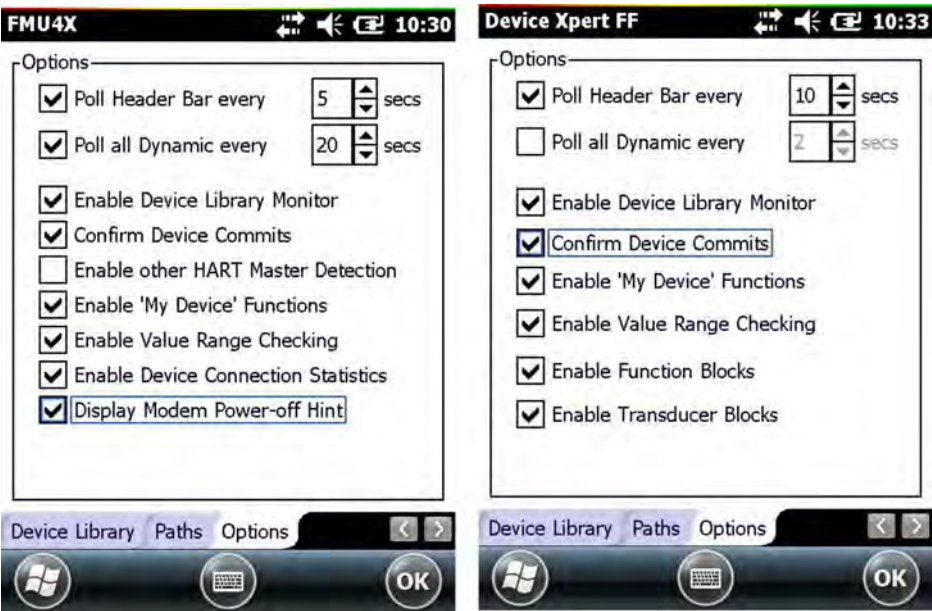 FMU4X 10:30
Options
Poll Header Bar every 5 secs
Poll all Dynamic every 20 secs
Enable Device Library Monitor
Confirm Device Commits
Enable other HART Master Detection
Enable 'My Device' Functions
Enable Value Range Checking
Enable Device Connection Statistics
Display Modem Power-off Hint
Device Library Paths Options
OK
Device Xpert FF 10:33
Options
Poll Header Bar every 10 secs
Poll all Dynamic every 2 secs
Enable Device Library Monitor
Confirm Device Commits
Enable 'My Device' Functions
Enable Value Range Checking
Enable Function Blocks
Enable Transducer Blocks
Device Library Paths Options
OK